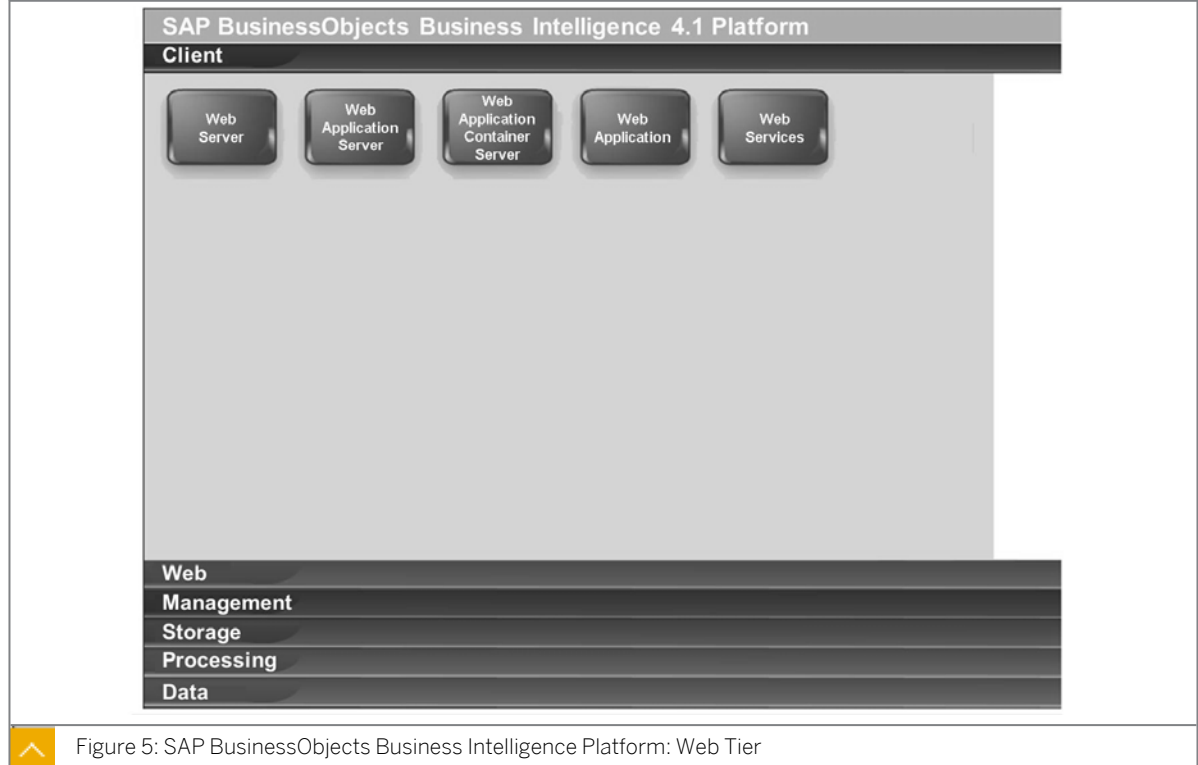 SAP BusinessObjects Business Intelligence 4.1 Platform
Client
Web
Server
Web
Application
Server
Web
Application
Container
Server
Web
Application
Web
Services
Web
Management
Storage
Processing
Data
Figure 5: SAP BusinessObjects Business Intelligence Platform: Web Tier